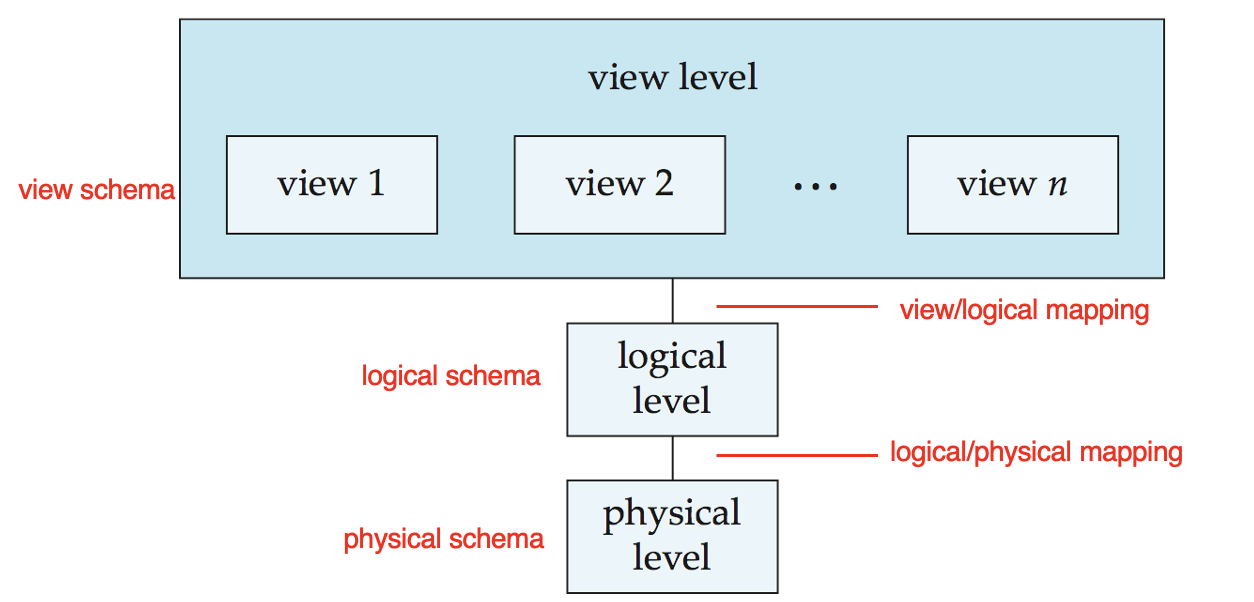 view level
view schema
view 1
view 2
...
view n
view/logical mapping
logical schema
logical
level
logical/physical mapping
physical schema
physical
level